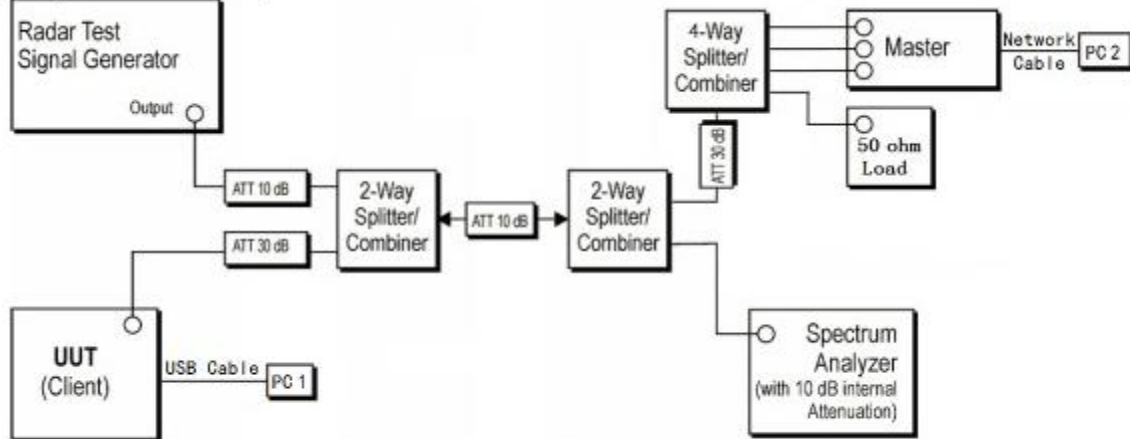 Radar Test
Signal Generator
Output
ATT 10 dB
ATT 30 dB
2-Way
Splitter/
Combiner
ATT 10 dB
2-Way
Splitter/
Combiner
4-Way
Splitter/
Combiner
ATT 30 dB
Master
Network
Cable
PC 2
50 ohm
Load
UUT
(Client)
USB Cable
PC 1
Spectrum
Analyzer
(with 10 dB internal
Attenuation)